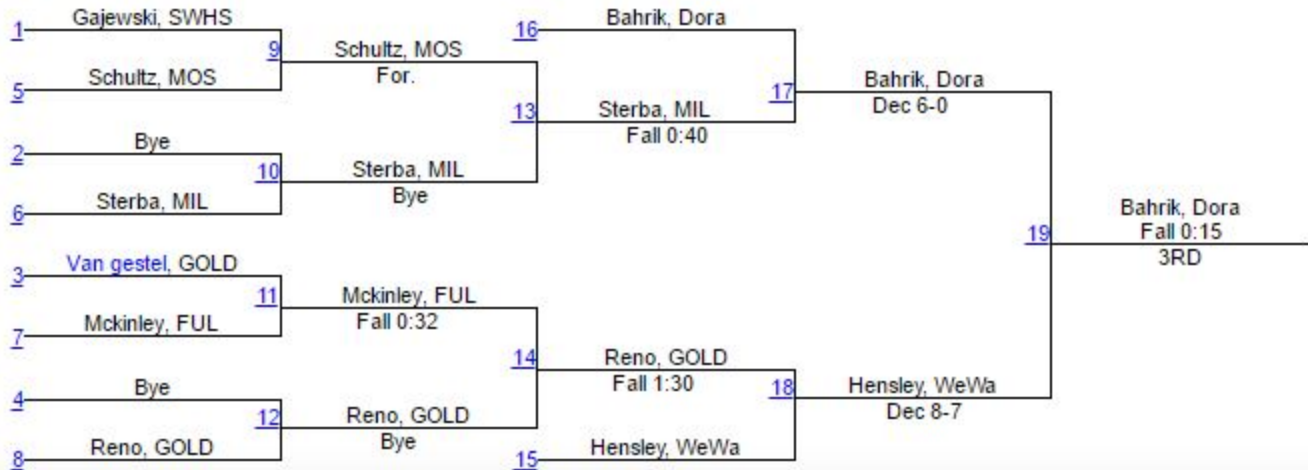 Gajewski, SWHS
1
9
Schultz, MOS
5
Schultz, MOS
For.
Bye
2
10
Sterba, MIL
6
Sterba, MIL
Bye
13
16
Bahrik, Dora
Sterba, MIL
Fall 0:40
17
Bahrik, Dora
Dec 6-0
Van gestel, GOLD
3
11
Mckinley, FUL
7
Mckinley, FUL
Fall 0:32
Bye
4
12
Reno, GOLD
8
Reno, GOLD
Bye
14
Reno, GOLD
Fall 1:30
18
Hensley, WeWa
15
Hensley, WeWa
Dec 8-7
19
Bahrik, Dora
Fall 0:15
3RD